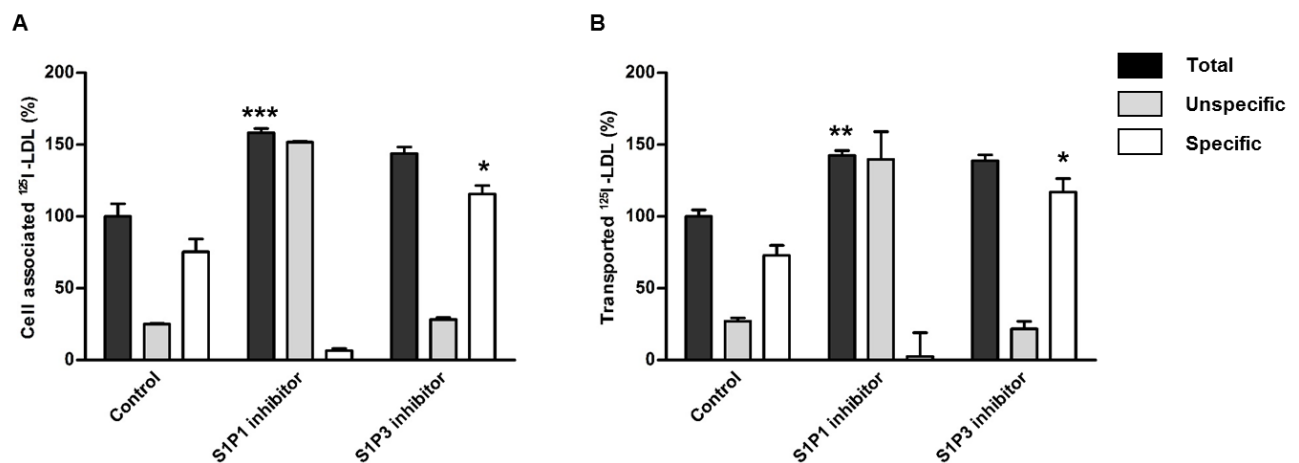 A
Cell associated ¹²⁵I -LDL (%)
200
150
100
50
0
***
*
Control
S1P1 inhibitor
S1P3 inhibitor
B
Transported ¹²⁵I -LDL (%)
200
150
100
50
0
**
*
Control
S1P1 inhibitor
S1P3 inhibitor
Total
Unspecific
Specific